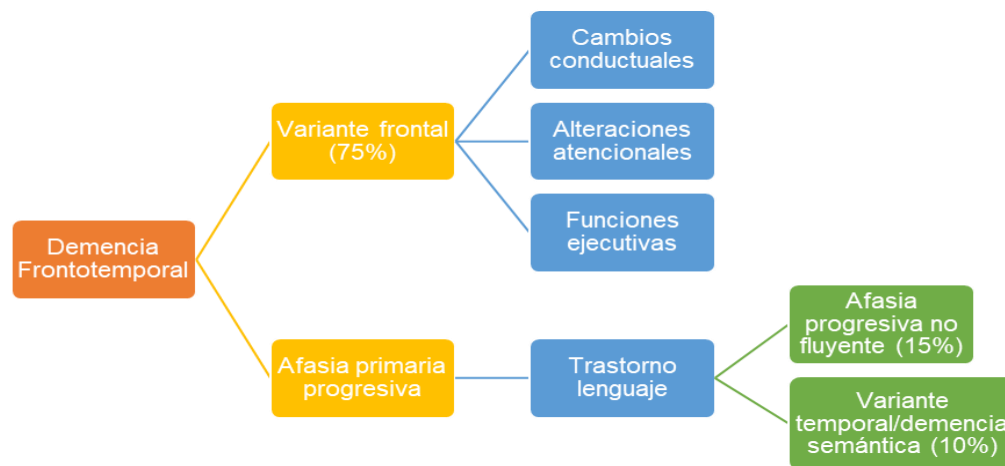 Demencia
Frontotemporal
Variante frontal
(75%)
Cambios
conductuales
Alteraciones
atencionales
Funciones
ejecutivas
Afasia primaria
progresiva
Trastorno
lenguaje
Afasia
progresiva no
fluyente (15%)
Variante
temporal/demencia
semántica (10%)